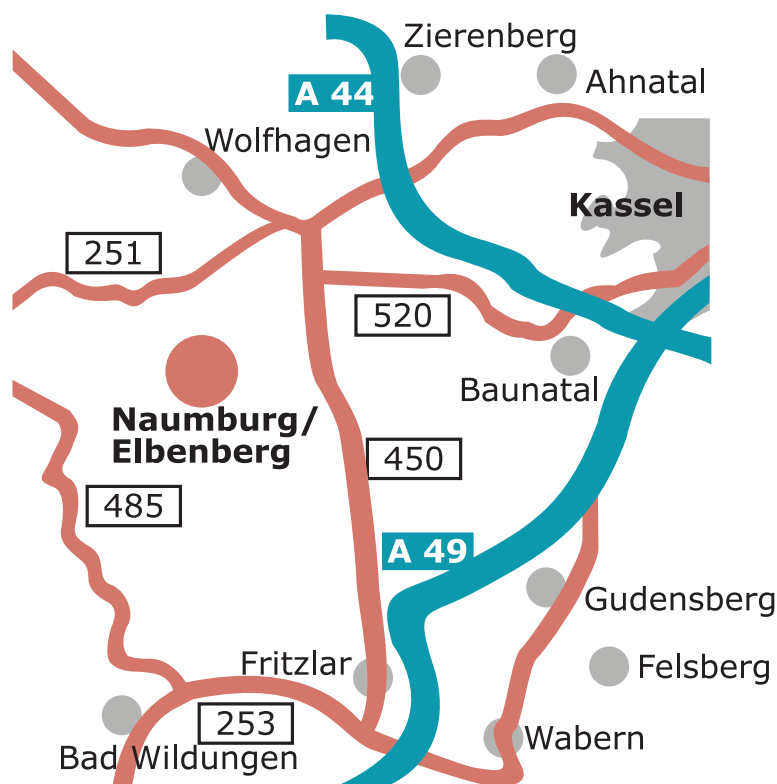 Zierenberg
Ahnatal
A 44
Wolfhagen
Kassel
251
520
Baunatal
Naumburg/
Elbenberg
450
485
A 49
Gudensberg
Fritzlar
Felsberg
253
Wabern
Bad Wildungen